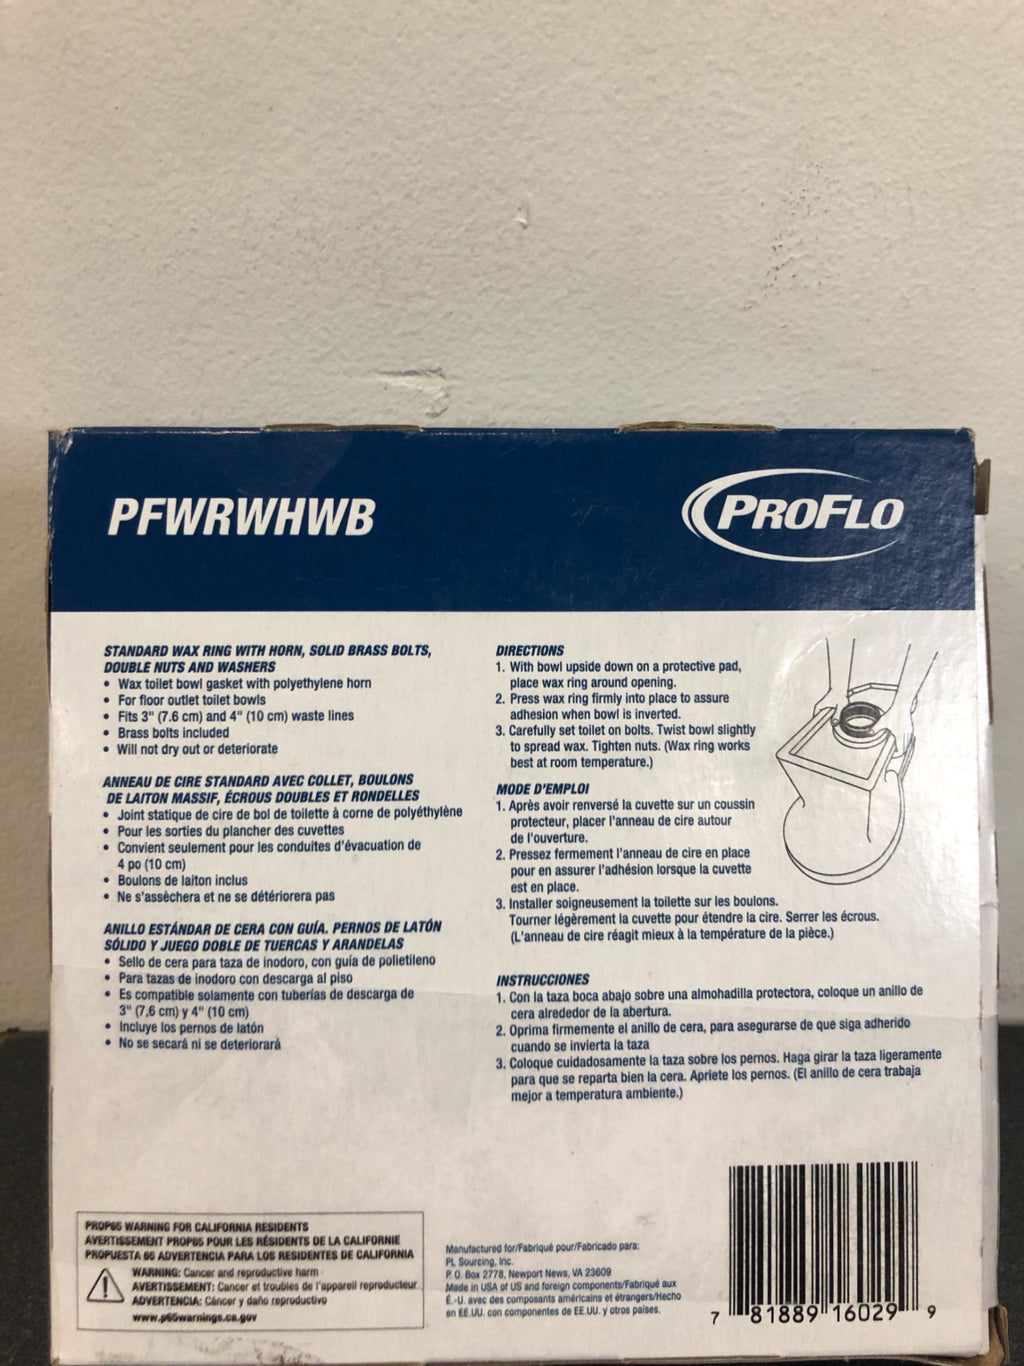 PFWRWHWB
PROFLO
STANDARD WAX RING WITH HORN, SOLID BRASS BOLTS,
DOUBLE NUTS AND WASHERS
• Wax toilet bowl gasket with polyethylene horn
• For floor outlet toilet bowls
• Fits 3" (7.6 cm) and 4" (10 cm) waste lines
• Brass bolts included
• Will not dry out or deteriorate
ANNEAU DE CIRE STANDARD AVEC COLLET, BOULONS
DE LAITON MASSIF, ÉCROUS DOUBLES ET RONDELLES
• Joint statique de cire de bol de toilette à corne de polyéthylène
• Pour les sorties du plancher des cuvettes
• Convient seulement pour les conduites d'évacuation de
4 po (10 cm)
• Boulons de laiton inclus
• Ne s'assèchera et ne se détériorera pas
ANILLO ESTÁNDAR DE CERA CON GUÍA. PERNOS DE LATÓN
SÓLIDO Y JUEGO DOBLE DE TUERCAS Y ARANDELAS
• Sello de cera para taza de inodoro, con guía de polietileno
• Para tazas de inodoro con descarga al piso
• Es compatible solamente con tuberías de descarga de
3" (7,6 cm) y 4" (10 cm)
• Incluye los pernos de latón
• No se secará ni se deteriorará
DIRECTIONS
1. With bowl upside down on a protective pad,
place wax ring around opening.
2. Press wax ring firmly into place to assure
adhesion when bowl is inverted.
3. Carefully set toilet on bolts. Twist bowl slightly
to spread wax. Tighten nuts. (Wax ring works
best at room temperature.)
MODE D'EMPLOI
1. Après avoir renversé la cuvette sur un coussin
protecteur, placer l'anneau de cire autour
de l'ouverture.
2. Pressez fermement l'anneau de cire en place
pour en assurer l'adhésion lorsque la cuvette
est en place.
3. Installer soigneusement la toilette sur les boulons.
Tourner légèrement la cuvette pour étendre la cire. Serrer les écrous.
(L'anneau de cire réagit mieux à la température de la pièce.)
INSTRUCCIONES
1. Con la taza boca abajo sobre una almohadilla protectora, coloque un anillo de
cera alrededor de la abertura.
2. Oprima firmemente el anillo de cera, para asegurarse de que siga adherido
cuando se invierta la taza
3. Coloque cuidadosamente la taza sobre los pernos. Haga girar la taza ligeramente
para que se reparta bien la cera. Apriete los pernos. (El anillo de cera trabaja
mejor a temperatura ambiente.)
PROP65 WARNING FOR CALIFORNIA RESIDENTS
AVERTISSEMENT PROP65 POUR LES RÉSIDENTS DE LA CALIFORNIE
PROPUESTA 65 ADVERTENCIA PARA LOS RESIDENTES DE CALIFORNIA
WARNING: Cancer and reproductive harm
AVERTISSEMENT: Cancer et troubles de l'appareil reproducteur
ADVERTENCIA: Cáncer y daño reproductivo
www.p65warnings.ca.gov
Manufactured for/Fabriqué pour/Fabricado para:
PL Sourcing, Inc.
P.O. Box 2778, Newport News, VA 23609
Made in USA of US and foreign components/Fabriqué aux
É.-U. avec des composants américains et étrangers/Hecho
en EE.UU. con componentes de EE.UU. y otros países.
7 81889 16029 9